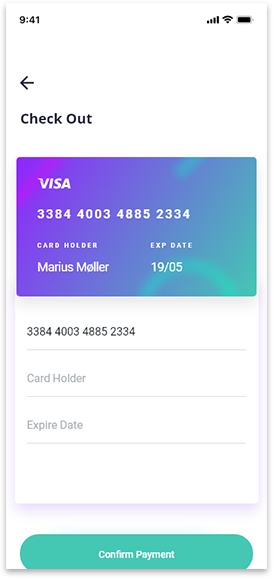 9:41
Check Out
VISA
3384 4003 4885 2334
CARD HOLDER EXP DATE
Marius Møller 19/05
3384 4003 4885 2334
Card Holder
Expire Date
Confirm Payment